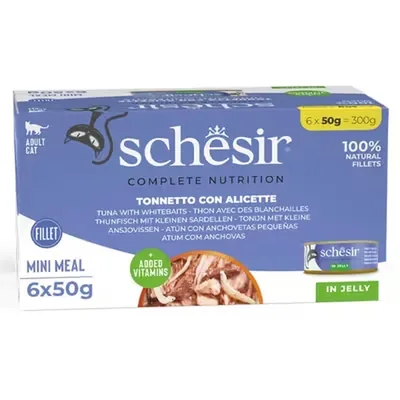 6 x 50g = 300g
ADULT
CAT
schesir®
COMPLETE NUTRITION
100%
NATURAL
FILLETS
TONNETTO CON ALICETTE
TUNA WITH WHITEBAITS - THON AVEC DES BLANCHAILLES
THUNFISCH MIT KLEINEN SARDELLEN - TONIJN MET KLEINE
ANSJOVISSEN - ATÚN CON ANCHOVETAS PEQUEÑAS
ATUM COM ANCHOVAS
FILLET
MINI MEAL
6x50g
+
ADDED
VITAMINS
schesir
IN JELLY
IN JELLY